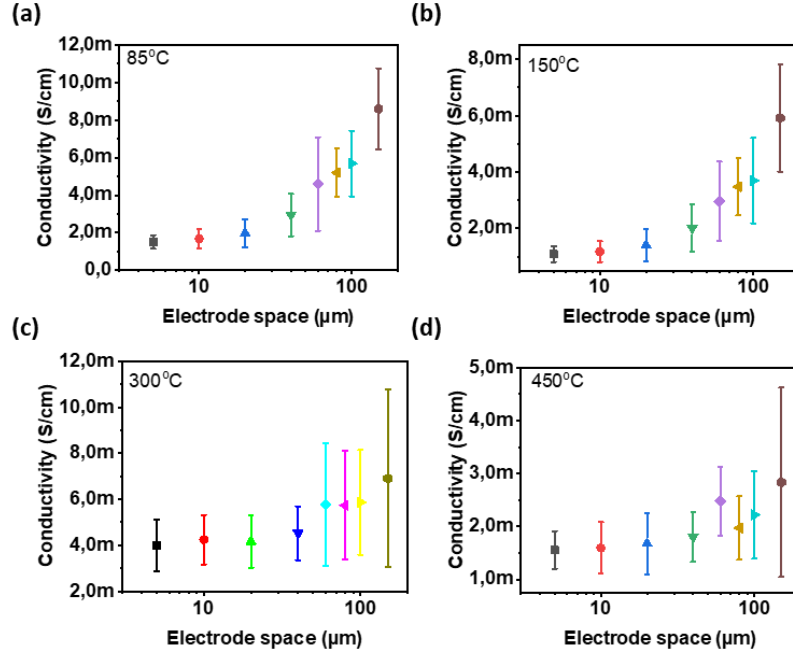 (a)
85°C
12,0m
10,0m
8,0m
6,0m
4,0m
2,0m
0,0
Conductivity (S/cm)
10
100
Electrode space (µm)
(b)
150°C
8,0m
6,0m
4,0m
2,0m
Conductivity (S/cm)
10
100
Electrode space (µm)
(c)
300°C
12,0m
10,0m
8,0m
6,0m
4,0m
2,0m
Conductivity (S/cm)
10
100
Electrode space (µm)
(d)
450°C
5,0m
4,0m
3,0m
2,0m
1,0m
Conductivity (S/cm)
10
100
Electrode space (µm)